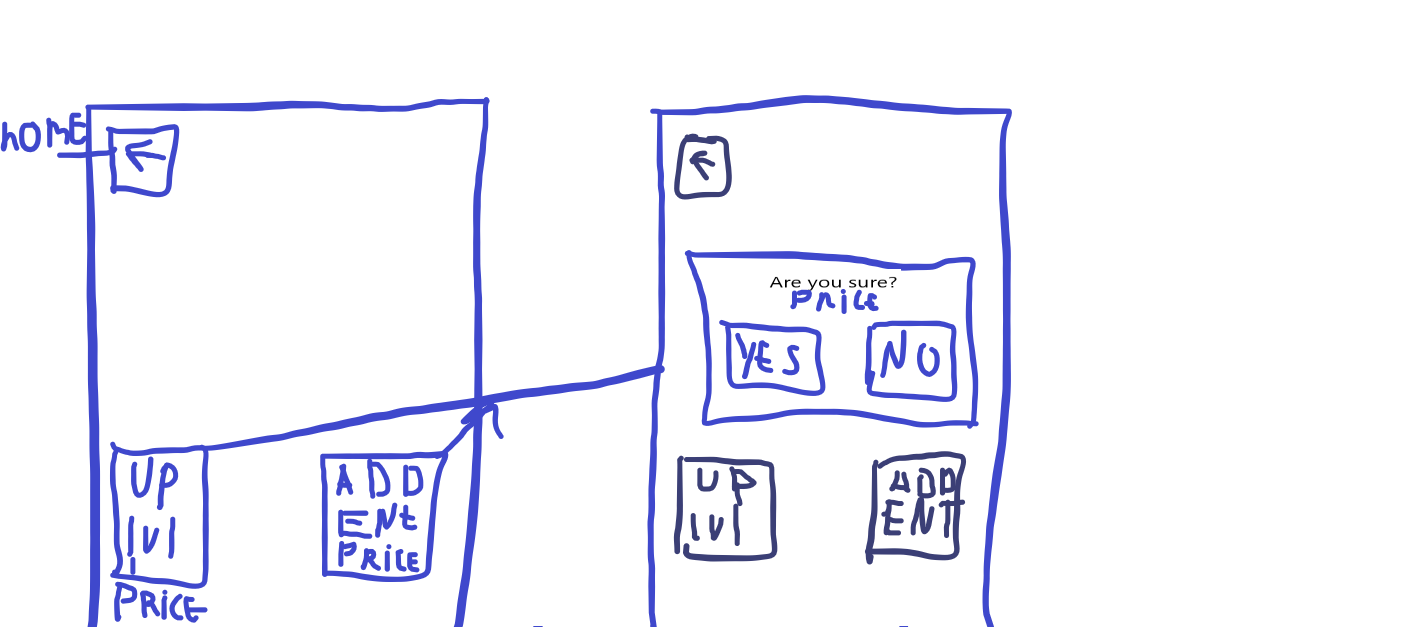 hOME
Are you sure?
PRiCE
YES
NO
UP
lVl
PRiCE
ADD
ENt
PRiCE
UP
lVl
ADD
ENT